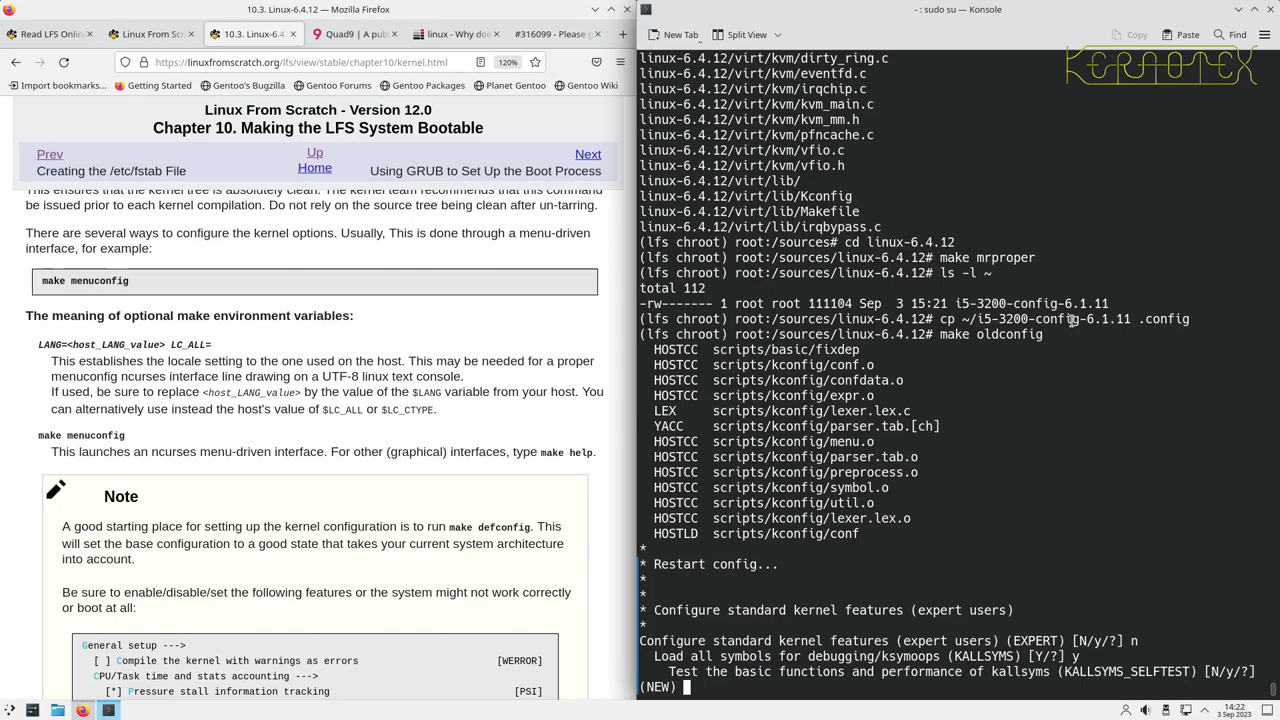 10.3. Linux-6.4.12 — Mozilla Firefox
Read LFS Onlin
Linux From Scra
10.3. Linux-6.4
Quad9 | A publ
linux - Why doe
#316099 - Please g
https://linuxfromscratch.org/lfs/view/stable/chapter10/kernel.html
120%
Import bookmarks...
Getting Started
Gentoo's Bugzilla
Gentoo Forums
Gentoo Packages
Planet Gentoo
Gentoo Wiki
Linux From Scratch - Version 12.0
Chapter 10. Making the LFS System Bootable
Prev
Up
Next
Creating the /etc/fstab File
Home
Using GRUB to Set Up the Boot Process
This ensures that the kernel tree is absolutely clean. The kernel team recommends that this command
be issued prior to each kernel compilation. Do not rely on the source tree being clean after un-tarring.
There are several ways to configure the kernel options. Usually, This is done through a menu-driven
interface, for example:
make menuconfig
The meaning of optional make environment variables:
LANG=<host_LANG_value> LC_ALL=
This establishes the locale setting to the one used on the host. This may be needed for a proper
menuconfig ncurses interface line drawing on a UTF-8 linux text console.
If used, be sure to replace <host_LANG_value> by the value of the $LANG variable from your host. You
can alternatively use instead the host's value of $LC_ALL or $LC_CTYPE.
make menuconfig
This launches an ncurses menu-driven interface. For other (graphical) interfaces, type make help.
Note
A good starting place for setting up the kernel configuration is to run make defconfig. This
will set the base configuration to a good state that takes your current system architecture
into account.
Be sure to enable/disable/set the following features or the system might not work correctly
or boot at all:
General setup --->
[ ] Compile the kernel with warnings as errors [WERROR]
CPU/Task time and stats accounting --->
[*] Pressure stall information tracking [PSI]
- : sudo su — Konsole
New Tab
Split View
Copy
Paste
Find
KERNOTEX
linux-6.4.12/virt/kvm/dirty_ring.c
linux-6.4.12/virt/kvm/eventfd.c
linux-6.4.12/virt/kvm/irqchip.c
linux-6.4.12/virt/kvm/kvm_main.c
linux-6.4.12/virt/kvm/kvm_mm.h
linux-6.4.12/virt/kvm/pfncache.c
linux-6.4.12/virt/kvm/vfio.c
linux-6.4.12/virt/kvm/vfio.h
linux-6.4.12/virt/lib/
linux-6.4.12/virt/lib/Kconfig
linux-6.4.12/virt/lib/Makefile
linux-6.4.12/virt/lib/irqbypass.c
(lfs chroot) root:/sources# cd linux-6.4.12
(lfs chroot) root:/sources/linux-6.4.12# make mrproper
(lfs chroot) root:/sources/linux-6.4.12# ls -l ~
total 112
-rw------- 1 root root 111104 Sep  3 15:21 i5-3200-config-6.1.11
(lfs chroot) root:/sources/linux-6.4.12# cp ~/i5-3200-config-6.1.11 .config
(lfs chroot) root:/sources/linux-6.4.12# make oldconfig
HOSTCC  scripts/basic/fixdep
HOSTCC  scripts/kconfig/conf.o
HOSTCC  scripts/kconfig/confdata.o
HOSTCC  scripts/kconfig/expr.o
LEX     scripts/kconfig/lexer.lex.c
YACC    scripts/kconfig/parser.tab.[ch]
HOSTCC  scripts/kconfig/menu.o
HOSTCC  scripts/kconfig/parser.tab.o
HOSTCC  scripts/kconfig/preprocess.o
HOSTCC  scripts/kconfig/symbol.o
HOSTCC  scripts/kconfig/util.o
HOSTCC  scripts/kconfig/lexer.lex.o
HOSTLD  scripts/kconfig/conf
*
* Restart config...
*
*
* Configure standard kernel features (expert users)
*
Configure standard kernel features (expert users) (EXPERT) [N/y/?] n
Load all symbols for debugging/ksymoops (KALLSYMS) [Y/?] y
Test the basic functions and performance of kallsyms (KALLSYMS_SELFTEST) [N/y/?]
(NEW)
14:22
3 Sep 2023